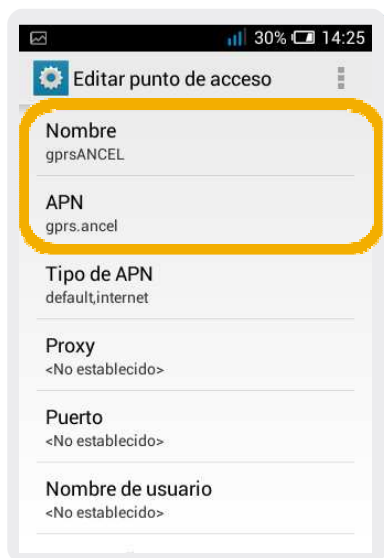 30% 14:25
Editar punto de acceso
Nombre
gprsANCEL
APN
gprs.ancel
Tipo de APN
default,internet
Proxy
<No establecido>
Puerto
<No establecido>
Nombre de usuario
<No establecido>